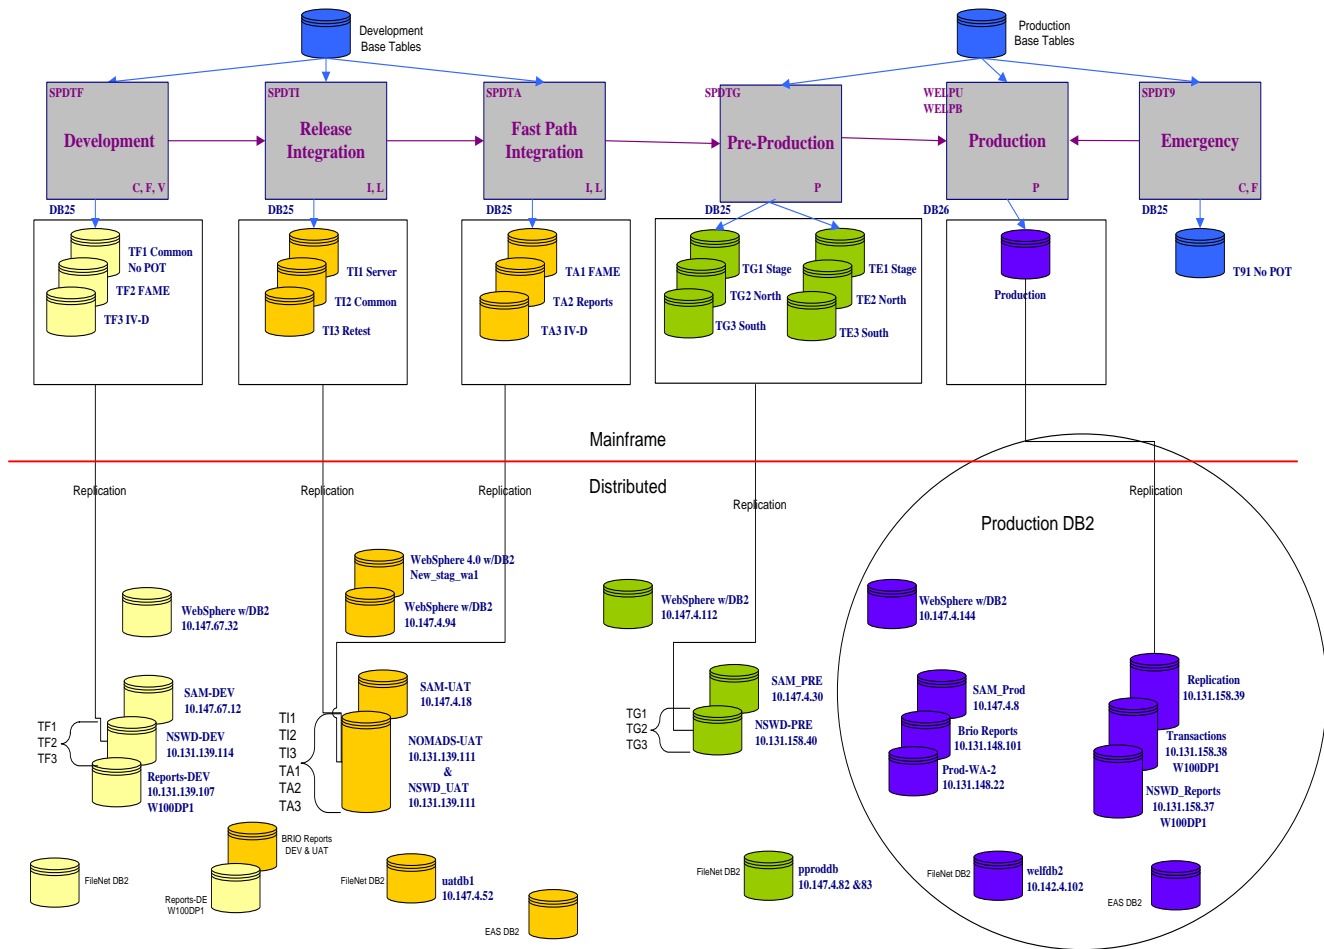 Development
Base Tables
Production
Base Tables
SPDTF
Development
C, F, V
SPDTI
Release
Integration
I, L
SPDTA
Fast Path
Integration
I, L
SPDTG
Pre-Production
P
WELPU
WELPB
Production
P
SPDT9
Emergency
C, F
DB25
DB25
DB25
DB25
DB26
DB25
TF1 Common
No POT
TF2 FAME
TF3 IV-D
TI1 Server
TI2 Common
TI3 Retest
TA1 FAME
TA2 Reports
TA3 IV-D
TG1 Stage
TG2 North
TG3 South
TE1 Stage
TE2 North
TE3 South
Production
T91 No POT
Mainframe
Distributed
Replication
Replication
Replication
Replication
Replication
Production DB2
WebSphere w/DB2
10.147.67.32
WebSphere 4.0 w/DB2
New_stag_wa1
WebSphere w/DB2
10.147.4.94
WebSphere w/DB2
10.147.4.112
WebSphere w/DB2
10.147.4.144
SAM-DEV
10.147.67.12
TF1
TF2
TF3
NSWD-DEV
10.131.139.114
Reports-DEV
10.131.139.107
W100DP1
SAM-UAT
10.147.4.18
TI1
TI2
TI3
TA1
TA2
TA3
NOMADS-UAT
10.131.139.111
&
NSWD_UAT
10.131.139.111
SAM_PRE
10.147.4.30
TG1
TG2
TG3
NSWD-PRE
10.131.158.40
SAM_Prod
10.147.4.8
Brio Reports
10.131.148.101
Prod-WA-2
10.131.148.22
Replication
10.131.158.39
Transactions
10.131.158.38
W100DP1
NSWD_Reports
10.131.158.37
W100DP1
FileNet DB2
BRIO Reports
DEV & UAT
Reports-DE
W100DP1
FileNet DB2
uatdb1
10.147.4.52
EAS DB2
FileNet DB2
pproddb
10.147.4.82 &83
FileNet DB2
welfdb2
10.142.4.102
EAS DB2